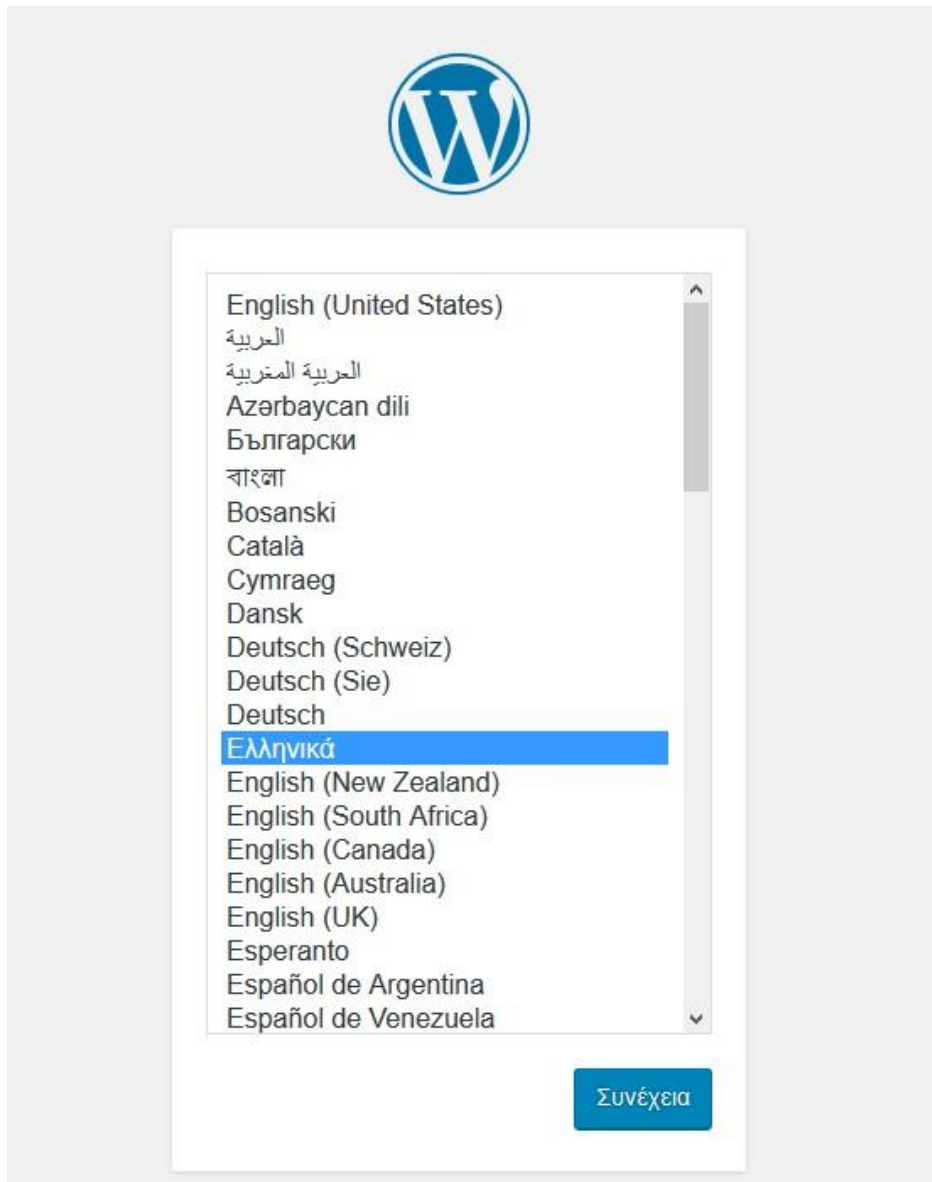 English (United States)
العربية
العربية المغربية
Azərbaycan dili
Български
বাংলা
Bosanski
Català
Cymraeg
Dansk
Deutsch (Schweiz)
Deutsch (Sie)
Deutsch
Ελληνικά
English (New Zealand)
English (South Africa)
English (Canada)
English (Australia)
English (UK)
Esperanto
Español de Argentina
Español de Venezuela
Συνέχεια